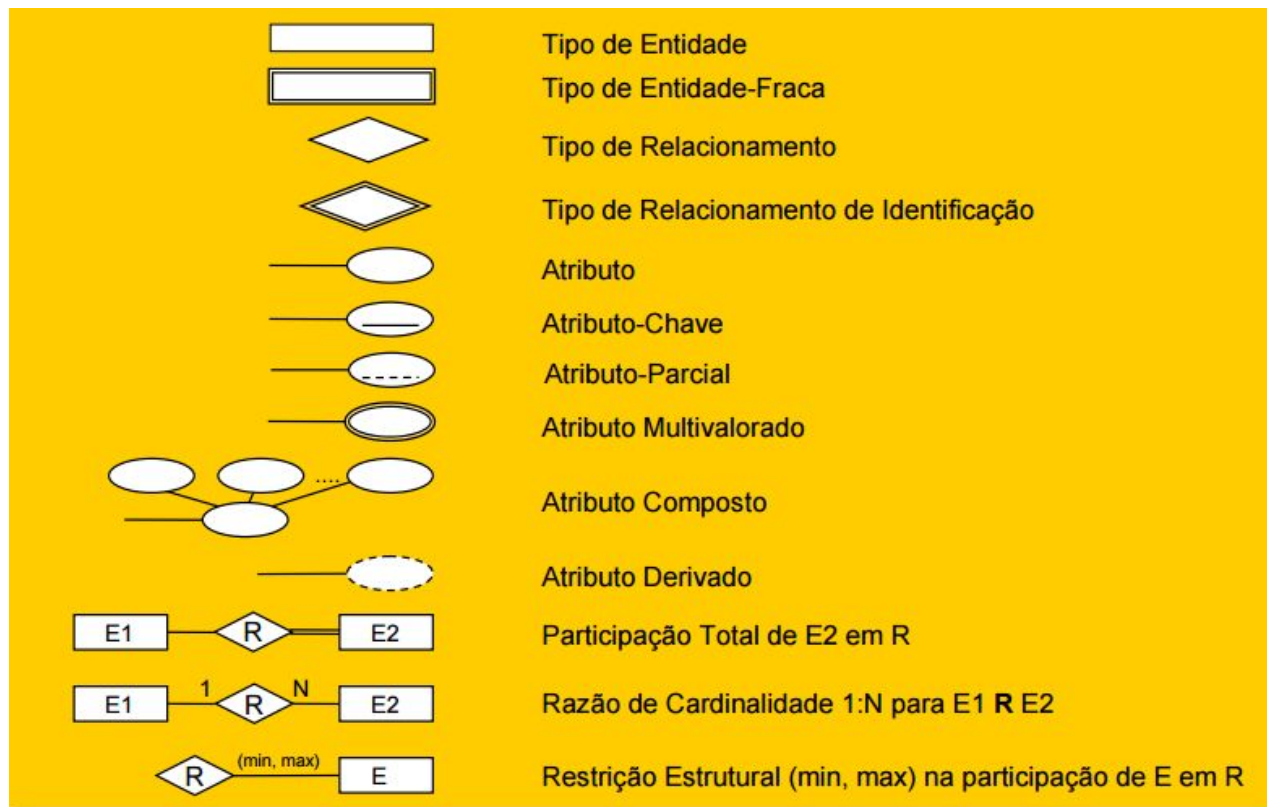 Tipo de Entidade
Tipo de Entidade-Fraca
Tipo de Relacionamento
Tipo de Relacionamento de Identificação
Atributo
Atributo-Chave
Atributo-Parcial
Atributo Multivalorado
....
Atributo Composto
Atributo Derivado
E1 R E2 Participação Total de E2 em R
E1 1 R N E2 Razão de Cardinalidade 1:N para E1 R E2
R (min, max) E Restrição Estrutural (min, max) na participação de E em R